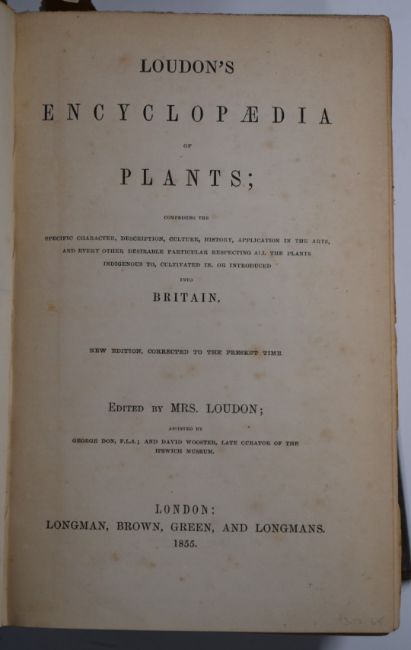 LOUDON'S
ENCYCLOPÆDIA
OF
PLANTS;
COMPRISING THE
SPECIFIC CHARACTER, DESCRIPTION, CULTURE, HISTORY, APPLICATION IN THE ARTS,
AND EVERY OTHER DESIRABLE PARTICULAR RESPECTING ALL THE PLANTS
INDIGENOUS TO, CULTIVATED IN, OR INTRODUCED
INTO
BRITAIN.
NEW EDITION, CORRECTED TO THE PRESENT TIME.
EDITED BY MRS. LOUDON;
ASSISTED BY
GEORGE DON, F.L.S.; AND DAVID WOOSTER, LATE CURATOR OF THE
IPSWICH MUSEUM.
LONDON:
LONGMAN, BROWN, GREEN, AND LONGMANS.
1855.